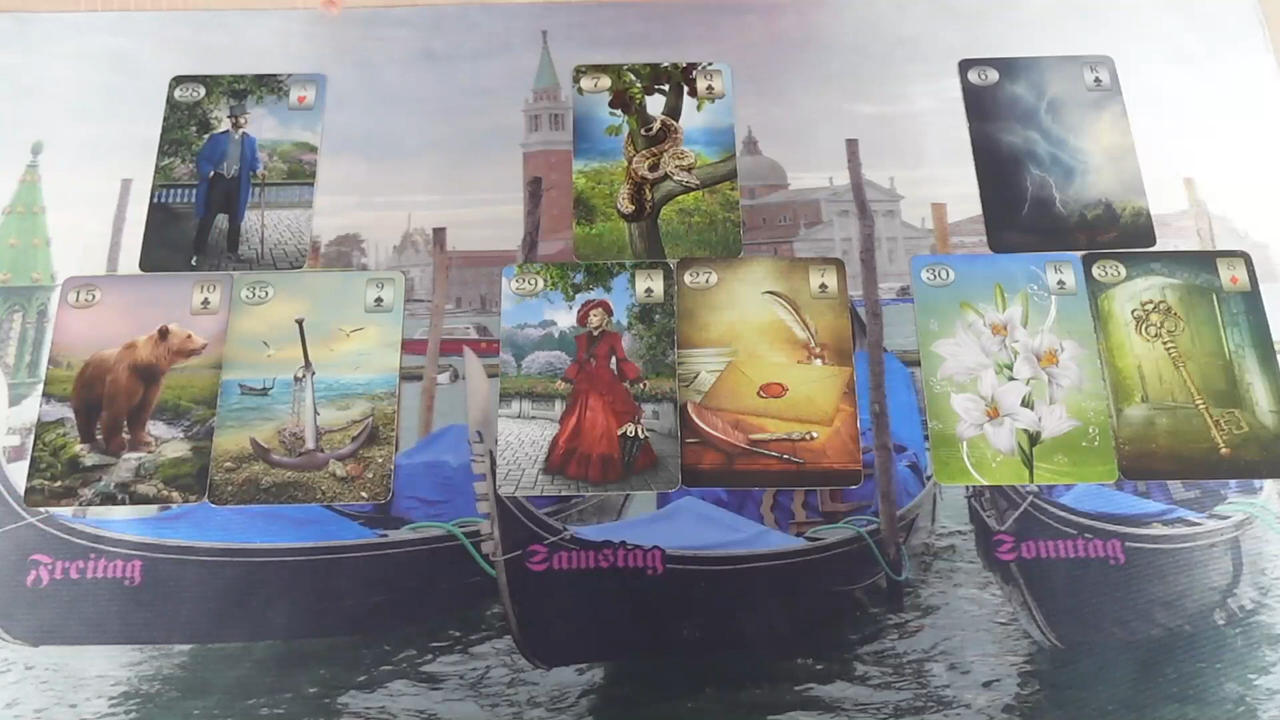 28 A
7 Q
6 K
15 10
35 9
29 A
27 7
30 K
33 8
Freitag
Samstag
Sonntag